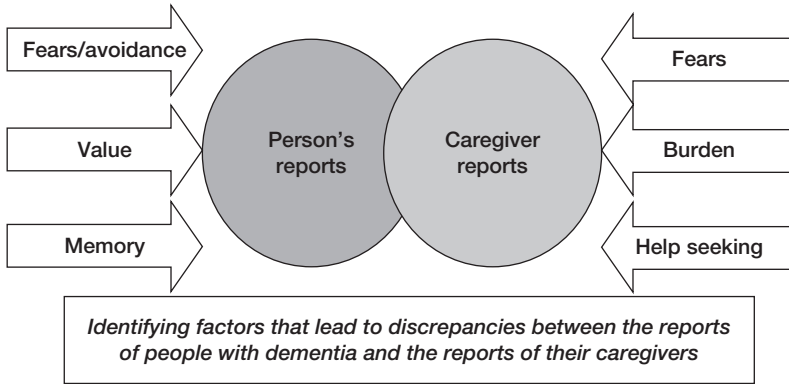 Fears/avoidance
Value
Memory
Person's
reports
Caregiver
reports
Fears
Burden
Help seeking
Identifying factors that lead to discrepancies between the reports
of people with dementia and the reports of their caregivers